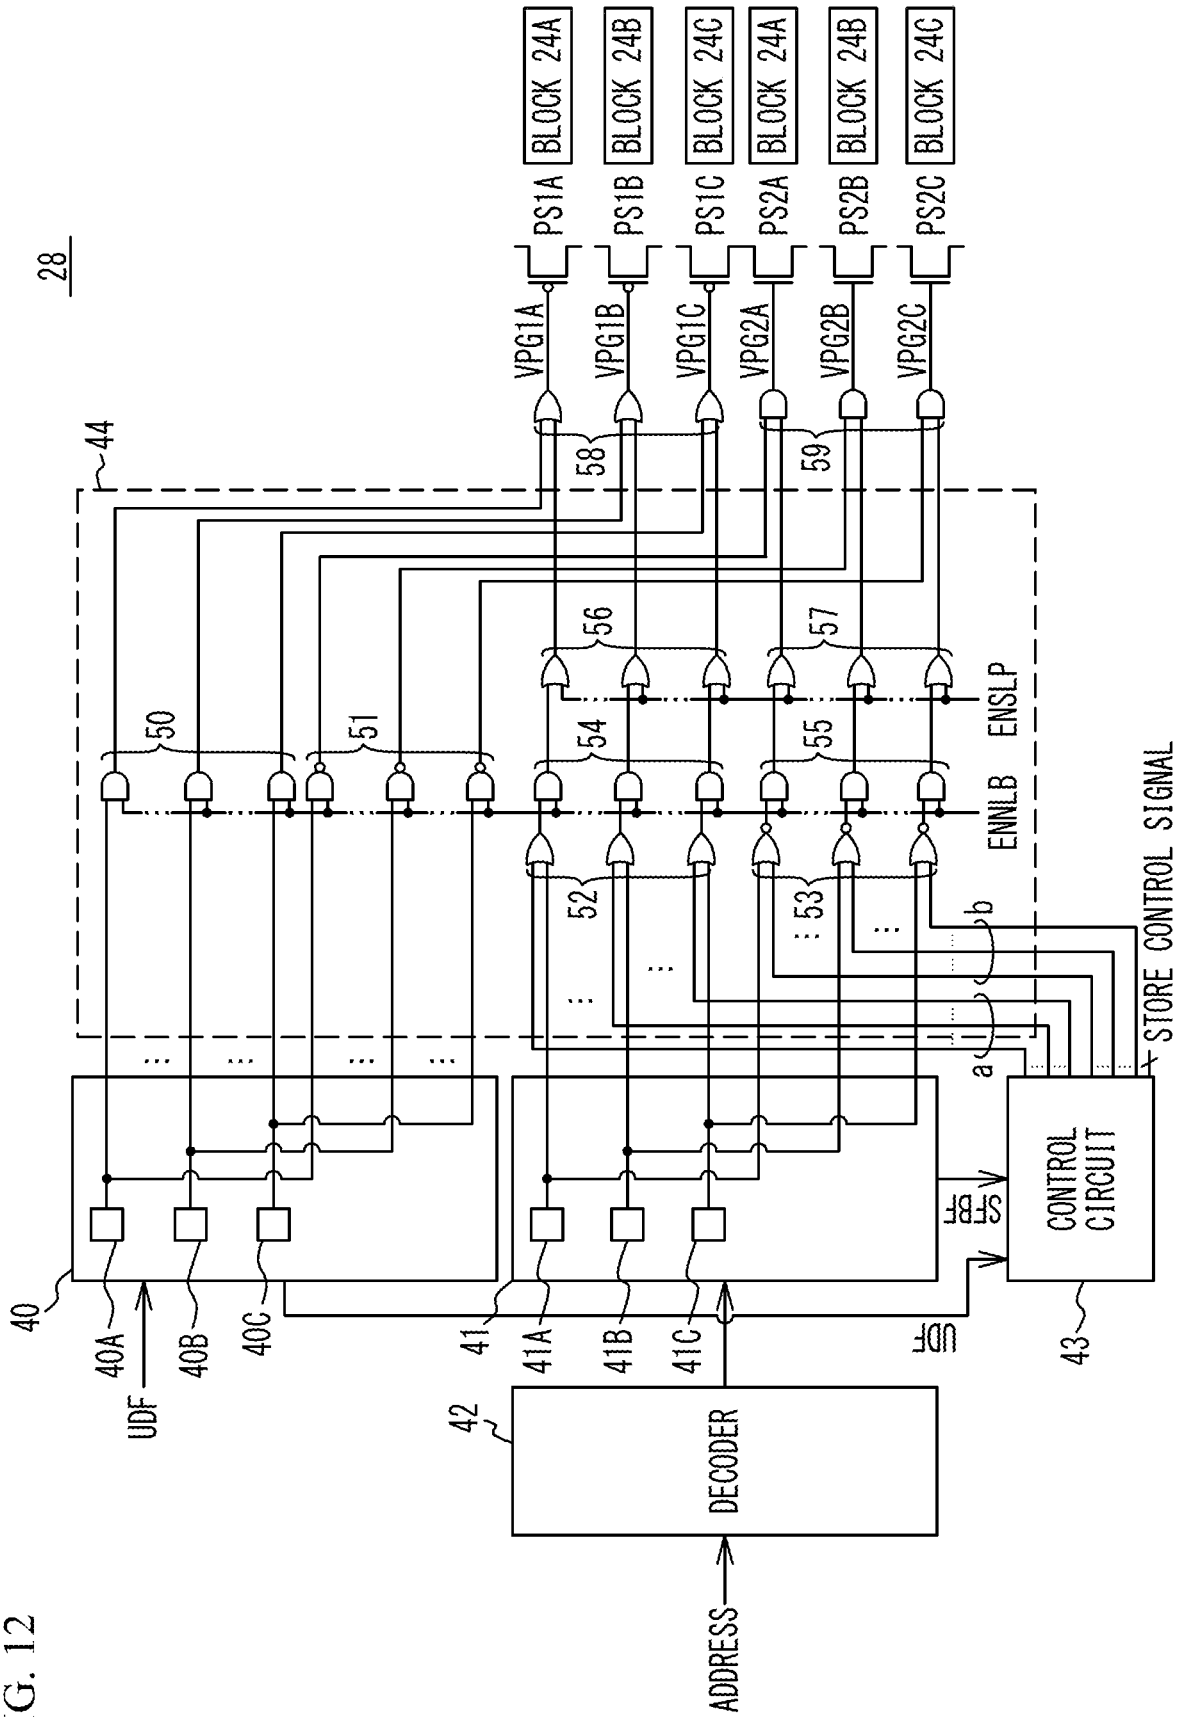 FIG. 12
28
44
BLOCK 24A
BLOCK 24B
BLOCK 24C
BLOCK 24A
BLOCK 24B
BLOCK 24C
PS1A
PS1B
PS1C
PS2A
PS2B
PS2C
VPG1A
VPG1B
VPG1C
VPG2A
VPG2B
VPG2C
58
59
56
57
50
51
54
55
ENSLP
ENNLB
52
53
a
b
STORE CONTROL SIGNAL
40
40A
40B
40C
UDF
41
41A
41B
41C
SFBF
UDF
CONTROL
CIRCUIT
43
42
DECODER
ADDRESS